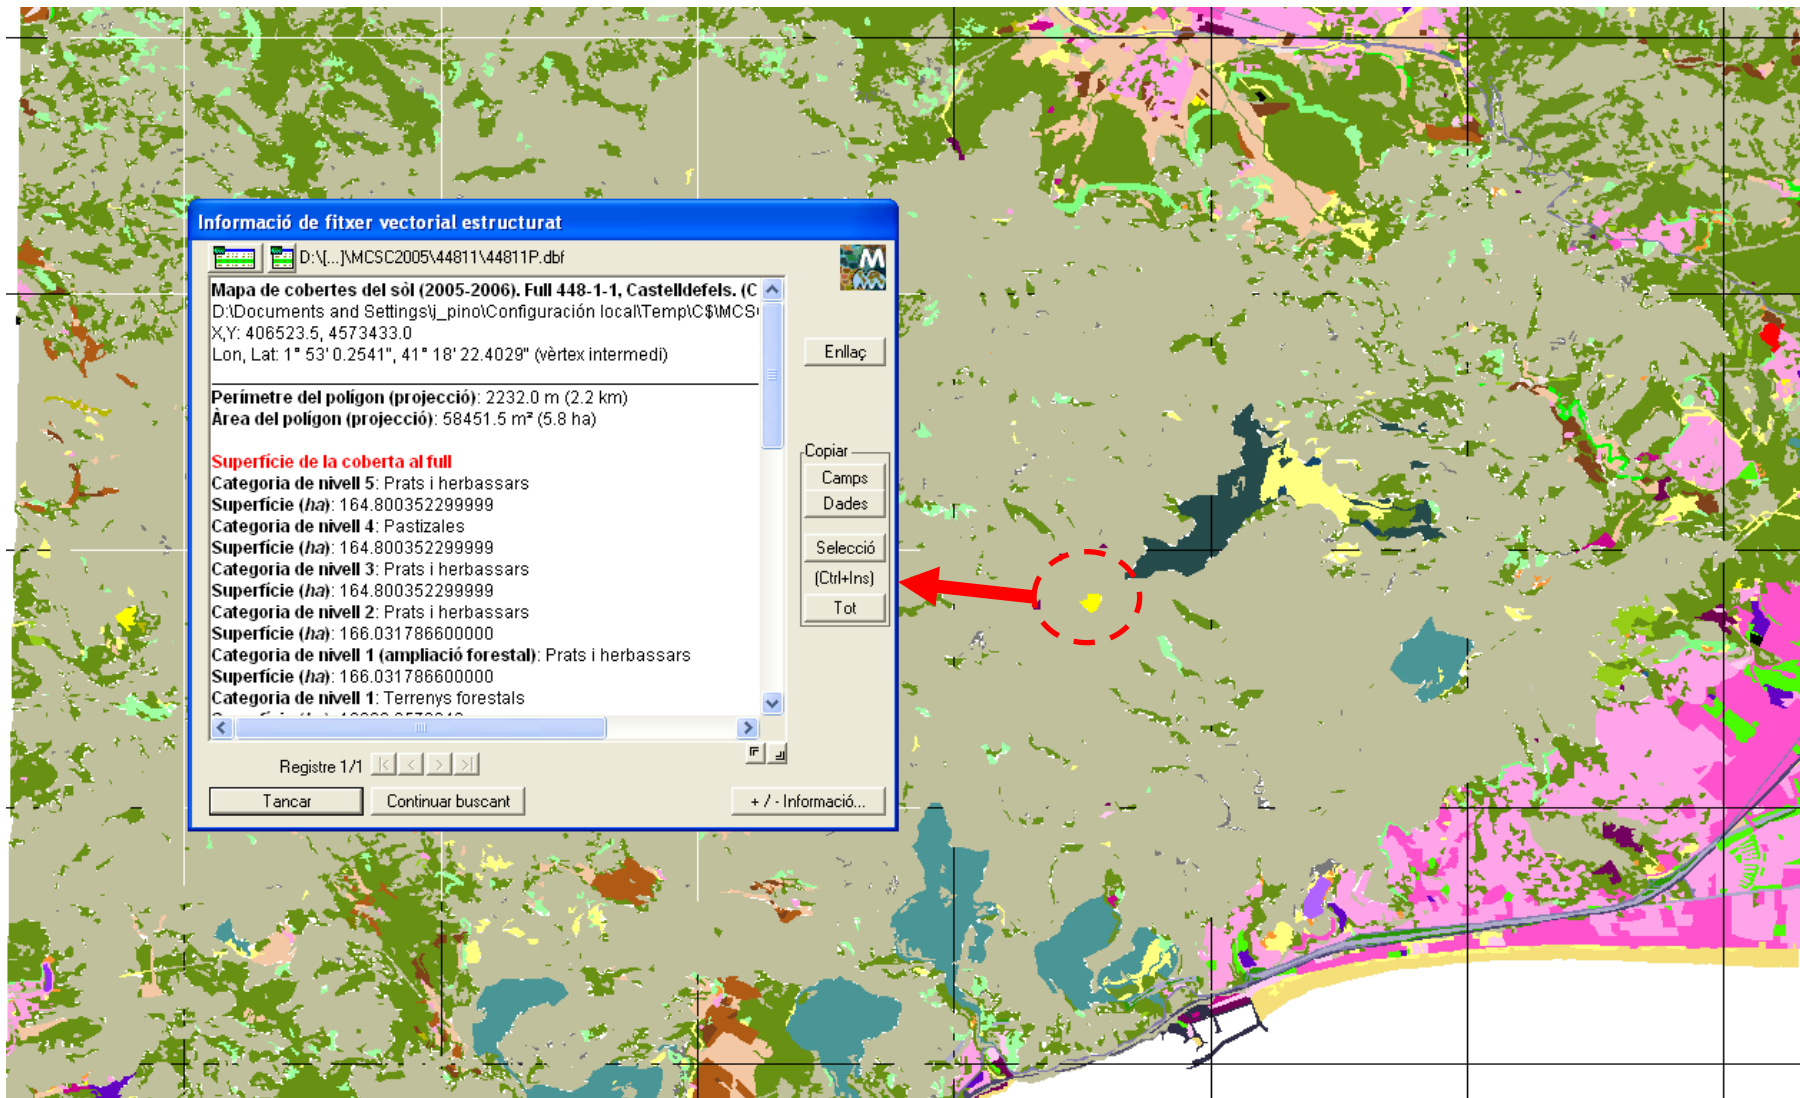 Informació de fitxer vectorial estructurat
D:\[...]\MCSC2005\44811\44811P.dbf
Mapa de cobertes del sòl (2005-2006). Full 448-1-1, Castelldefels. (C
D:\Documents and Settings\j_pino\Configuración local\Temp\C$\MCS
X,Y: 406523.5, 4573433.0
Lon, Lat: 1° 53' 0.2541", 41° 18' 22.4029" (vèrtex intermedi)
Perímetre del polígon (projecció): 2232.0 m (2.2 km)
Àrea del polígon (projecció): 58451.5 m² (5.8 ha)
Superfície de la coberta al full
Categoria de nivell 5: Prats i herbassars
Superfície (ha): 164.800352299999
Categoria de nivell 4: Pastizales
Superfície (ha): 164.800352299999
Categoria de nivell 3: Prats i herbassars
Superfície (ha): 164.800352299999
Categoria de nivell 2: Prats i herbassars
Superfície (ha): 166.031786600000
Categoria de nivell 1 (ampliació forestal): Prats i herbassars
Superfície (ha): 166.031786600000
Categoria de nivell 1: Terrenys forestals
Enllaç
Copiar
Camps
Dades
Selecció
(Ctrl+Ins)
Tot
Registre 1/1
Tancar
Continuar buscant
+ / - Informació...